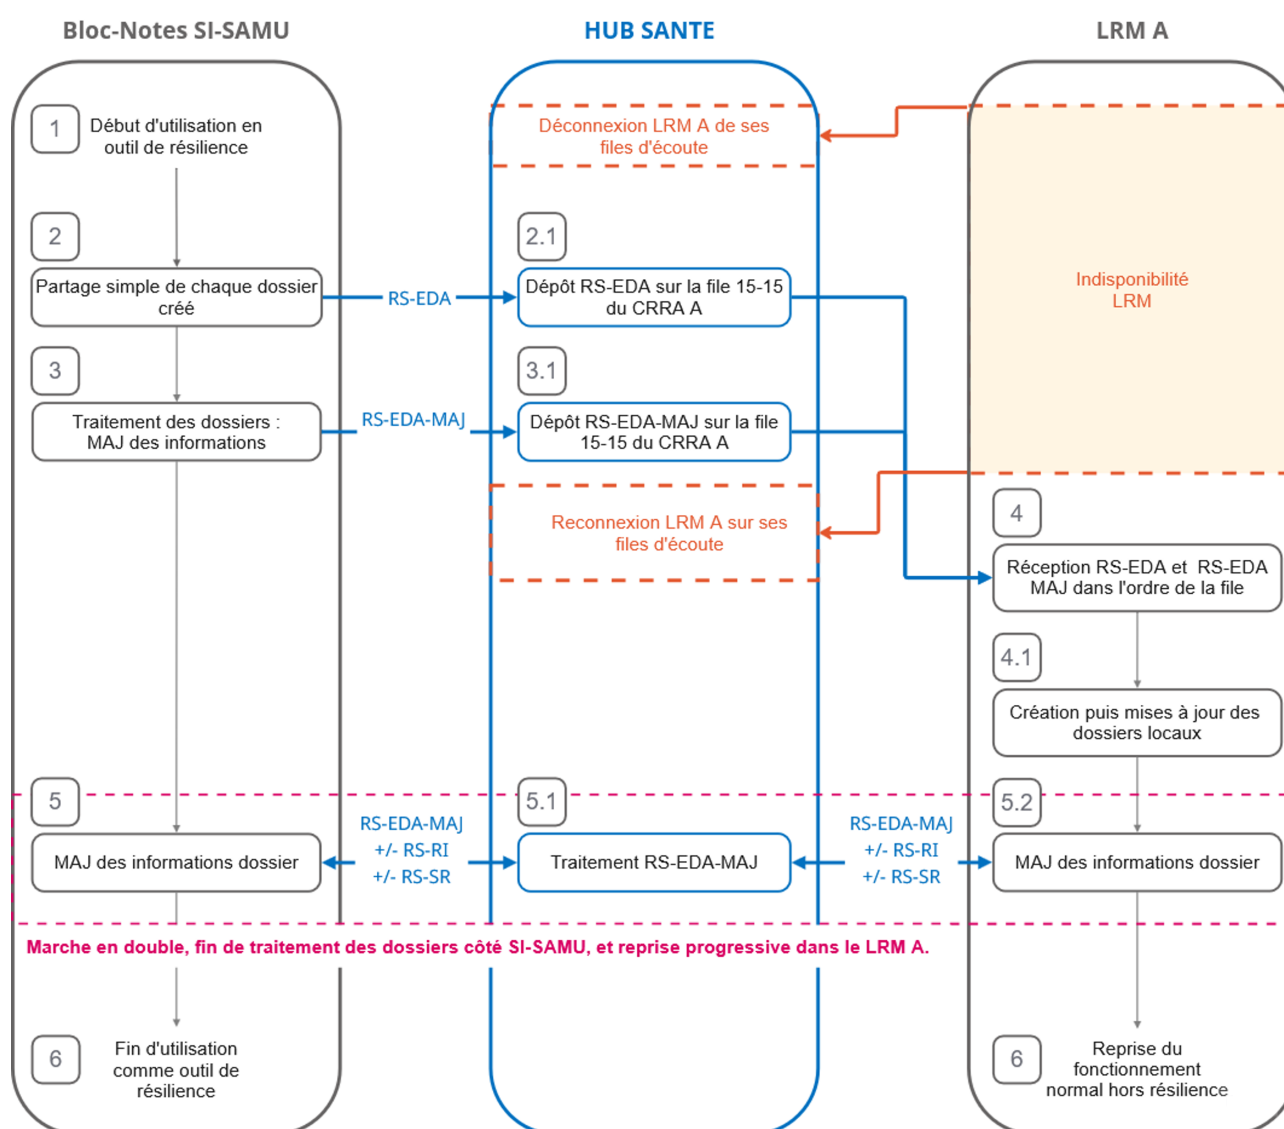 Bloc-Notes SI-SAMU
HUB SANTE
LRM A
1
Début d'utilisation en
outil de résilience
Déconnexion LRM A de ses
files d'écoute
2
2.1
Partage simple de chaque dossier
créé
RS-EDA
Dépôt RS-EDA sur la file 15-15
du CRRA A
Indisponibilité
LRM
3
3.1
Traitement des dossiers :
MAJ des informations
RS-EDA-MAJ
Dépôt RS-EDA-MAJ sur la file
15-15 du CRRA A
Reconnexion LRM A sur ses
files d'écoute
4
Réception RS-EDA et RS-EDA
MAJ dans l'ordre de la file
4.1
Création puis mises à jour des
dossiers locaux
5
5.1
5.2
MAJ des informations dossier
RS-EDA-MAJ
+/- RS-RI
+/- RS-SR
Traitement RS-EDA-MAJ
RS-EDA-MAJ
+/- RS-RI
+/- RS-SR
MAJ des informations dossier
Marche en double, fin de traitement des dossiers côté SI-SAMU, et reprise progressive dans le LRM A.
6
Fin d'utilisation
comme outil de
résilience
6
Reprise du
fonctionnement
normal hors résilience